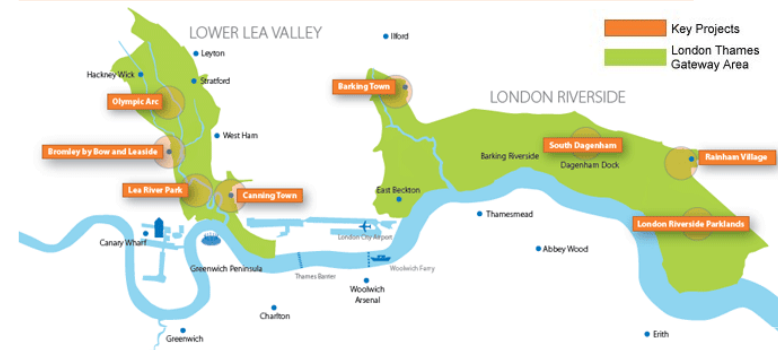 LOWER LEA VALLEY
Ilford
Key Projects
London Thames
Gateway Area
Leyton
Hackney Wick
Stratford
Barking Town
Olympic Arc
LONDON RIVERSIDE
West Ham
South Dagenham
Bromley by Bow and Leaside
Barking Riverside
Rainham Village
Dagenham Dock
Lea River Park
Canning Town
East Beckton
Thamesmead
London Riverside Parklands
Canary Wharf
London City Airport
Abbey Wood
Greenwich Peninsula
Thames Barrier
Woolwich Farry
Woolwich
Arsenal
Charlton
Greenwich
Erith